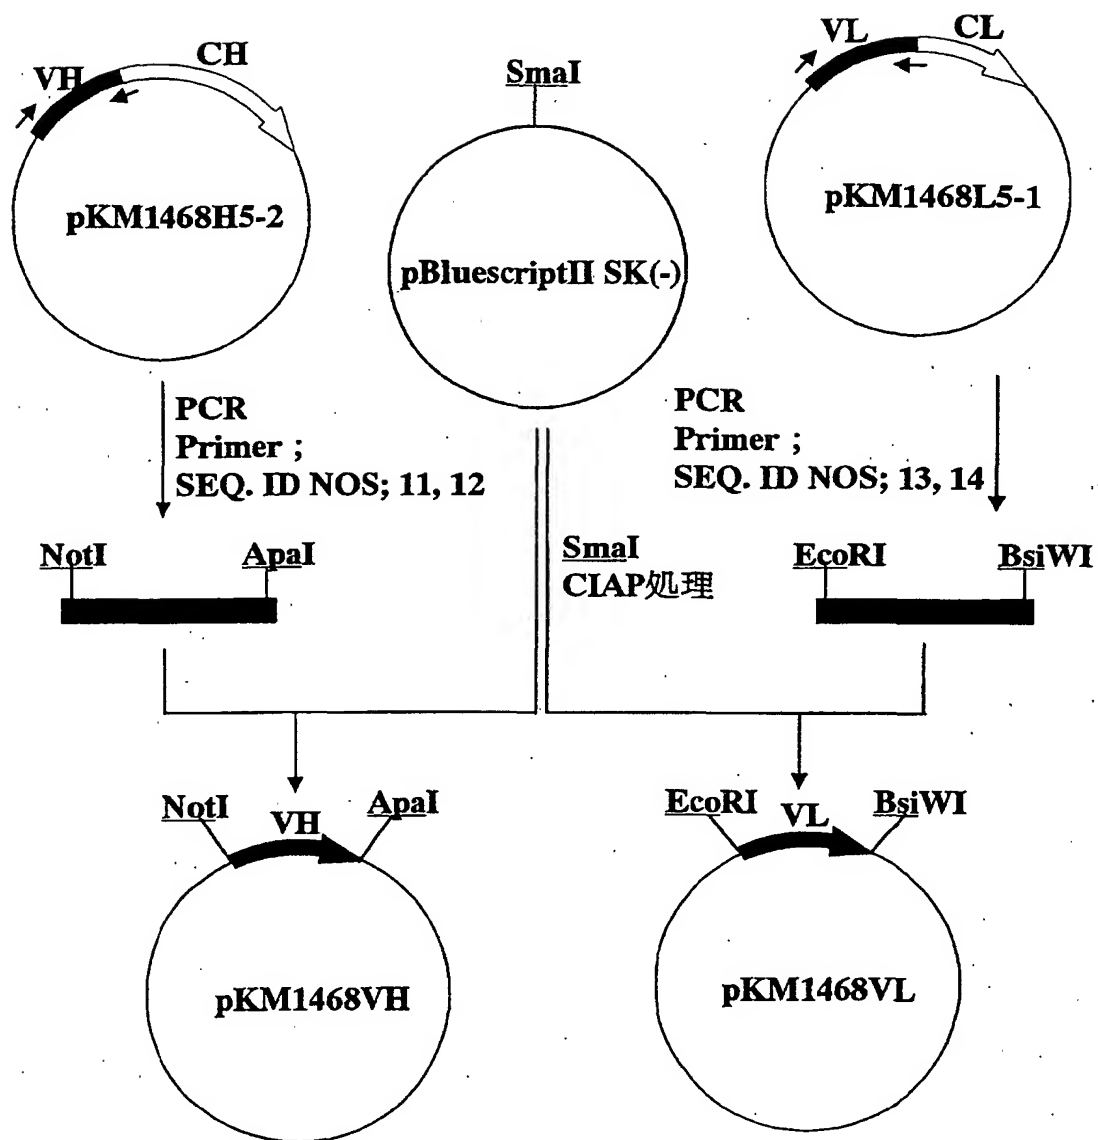 VH
CH
pKM1468H5-2
SmaI
pBluescriptII SK(-)
VL
CL
pKM1468L5-1
PCR
Primer ;
SEQ. ID NOS; 11, 12
PCR
Primer ;
SEQ. ID NOS; 13, 14
NotI
ApaI
SmaI
CIAP処理
EcoRI
BsiWI
NotI
VH
ApaI
pKM1468VH
EcoRI
VL
BsiWI
pKM1468VL